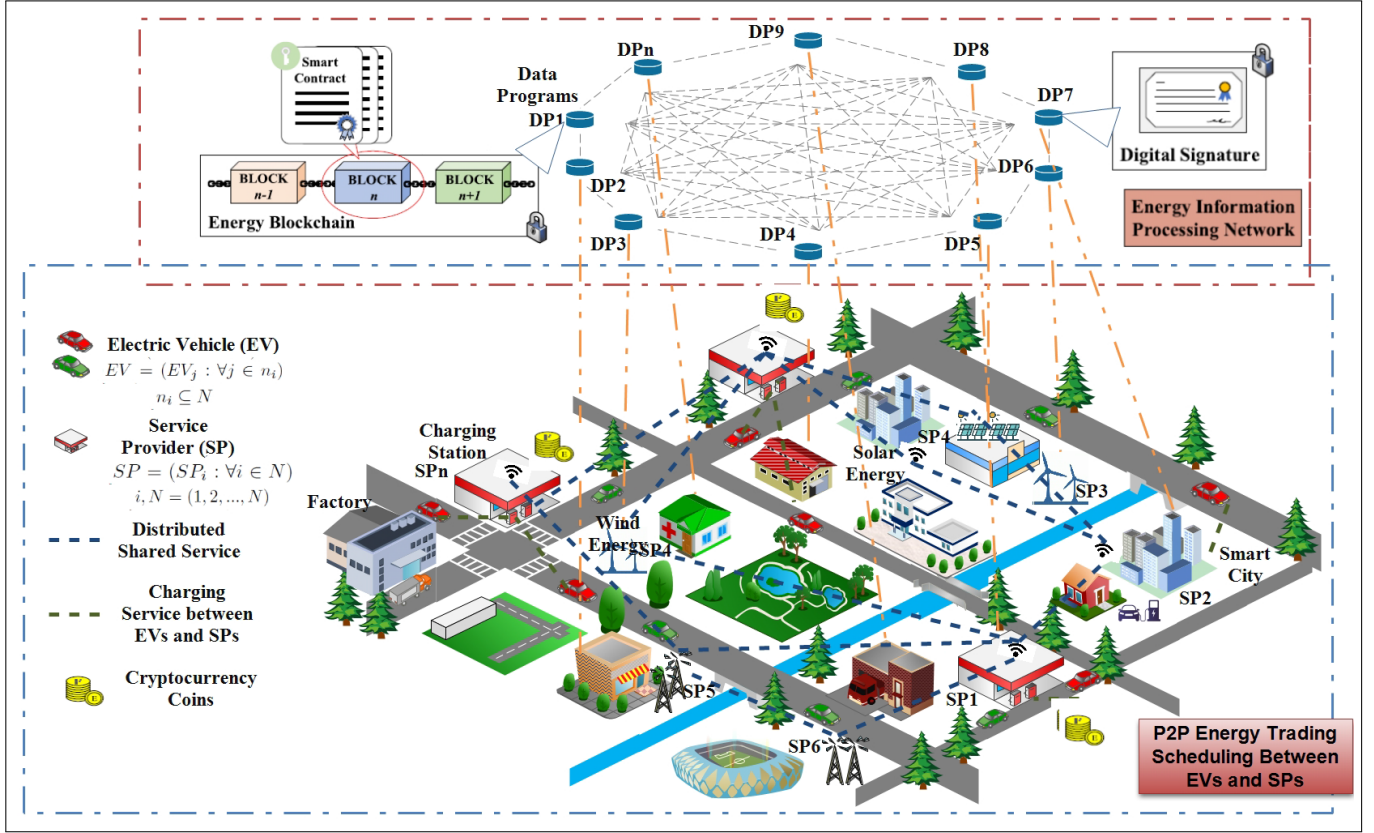 DP9
DPn
DP8
Smart
Contract
Data
Programs
DP1
DP7
Digital Signature
BLOCK
n-1
BLOCK
n
BLOCK
n+1
Energy Blockchain
DP2
DP6
DP3
DP4
DP5
Energy Information
Processing Network
Electric Vehicle (EV)
EV = (EV_j : ∀j ∈ n_i)
n_i ⊆ N
Service
Provider (SP)
SP = (SP_i : ∀i ∈ N)
i, N = (1, 2, ..., N)
Distributed
Shared Service
Charging
Service between
EVs and SPs
Cryptocurrency
Coins
Charging
Station
SPn
Factory
Wind
Energy
SP4
SP4
Solar
Energy
SP3
Smart
City
SP2
SP5
SP1
SP6
P2P Energy Trading
Scheduling Between
EVs and SPs